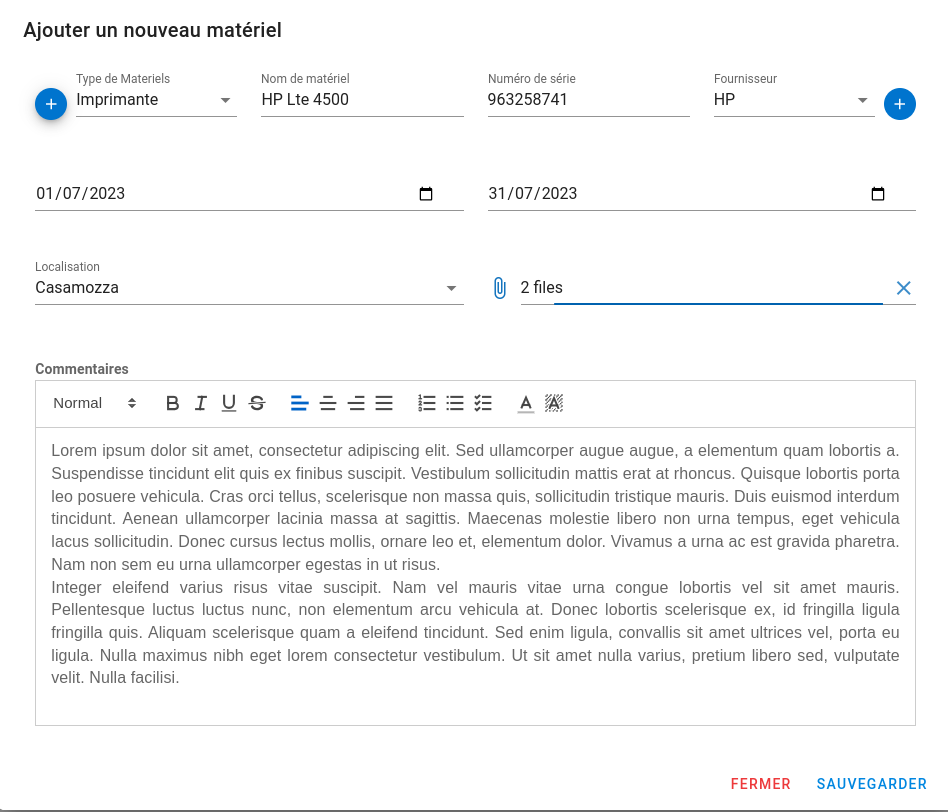 Ajouter un nouveau matériel
Type de Materiels
Imprimante
Nom de matériel
HP Lte 4500
Numéro de série
963258741
Fournisseur
HP
01/07/2023
31/07/2023
Localisation
Casamozza
2 files
Commentaires
Normal
Lorem ipsum dolor sit amet, consectetur adipiscing elit. Sed ullamcorper augue augue, a elementum quam lobortis a.
Suspendisse tincidunt elit quis ex finibus suscipit. Vestibulum sollicitudin mattis erat at rhoncus. Quisque lobortis porta
leo posuere vehicula. Cras orci tellus, scelerisque non massa quis, sollicitudin tristique mauris. Duis euismod interdum
tincidunt. Aenean ullamcorper lacinia massa at sagittis. Maecenas molestie libero non urna tempus, eget vehicula
lacus sollicitudin. Donec cursus lectus mollis, ornare leo et, elementum dolor. Vivamus a urna ac est gravida pharetra.
Nam non sem eu urna ullamcorper egestas in ut risus.
Integer eleifend varius risus vitae suscipit. Nam vel mauris vitae urna congue lobortis vel sit amet mauris.
Pellentesque luctus luctus nunc, non elementum arcu vehicula at. Donec lobortis scelerisque ex, id fringilla ligula
fringilla quis. Aliquam scelerisque quam a eleifend tincidunt. Sed enim ligula, convallis sit amet ultrices vel, porta eu
ligula. Nulla maximus nibh eget lorem consectetur vestibulum. Ut sit amet nulla varius, pretium libero sed, vulputate
velit. Nulla facilisi.
FERMER
SAUVEGARDER